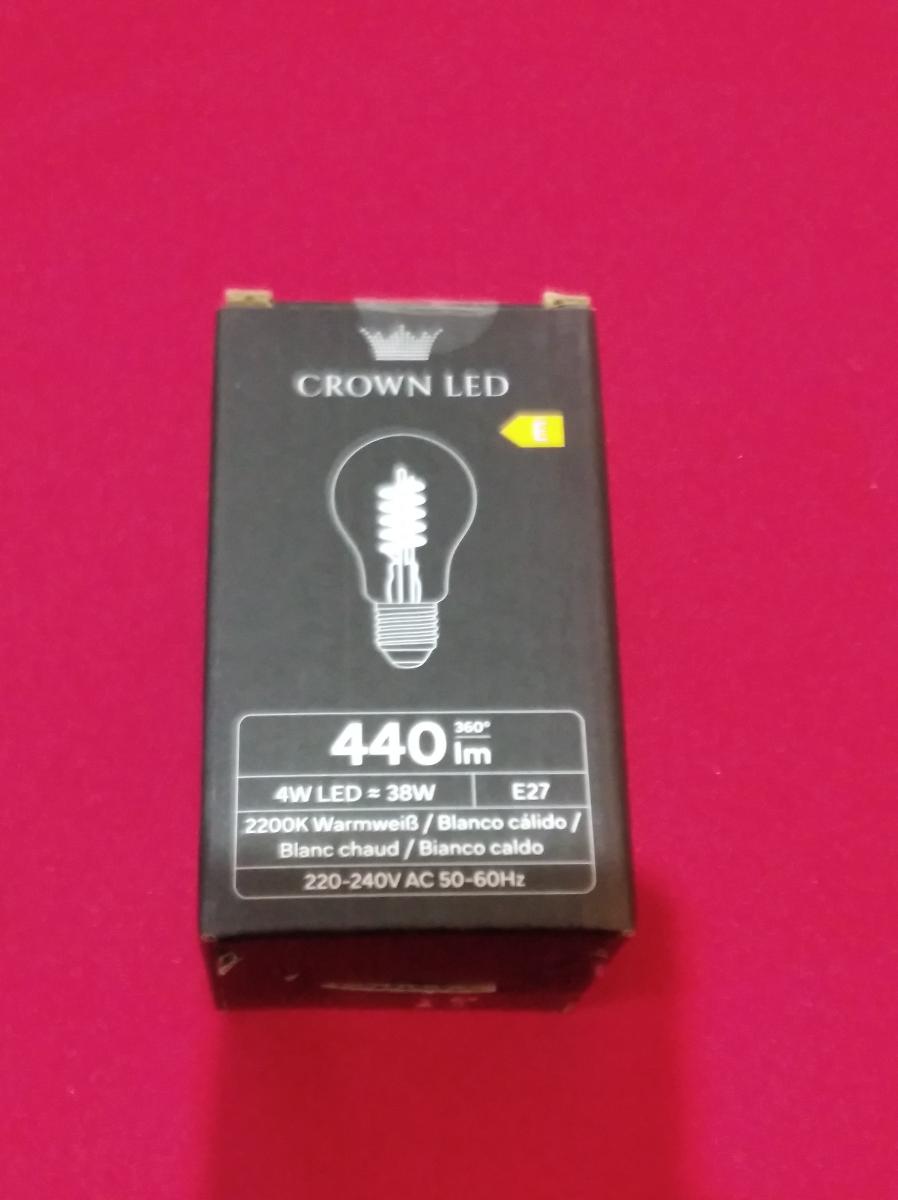 CROWN LED
E
440 360° lm
4W LED ≈ 38W E27
2200K Warmweiß / Blanco cálido /
Blanc chaud / Bianco caldo
220-240V AC 50-60Hz